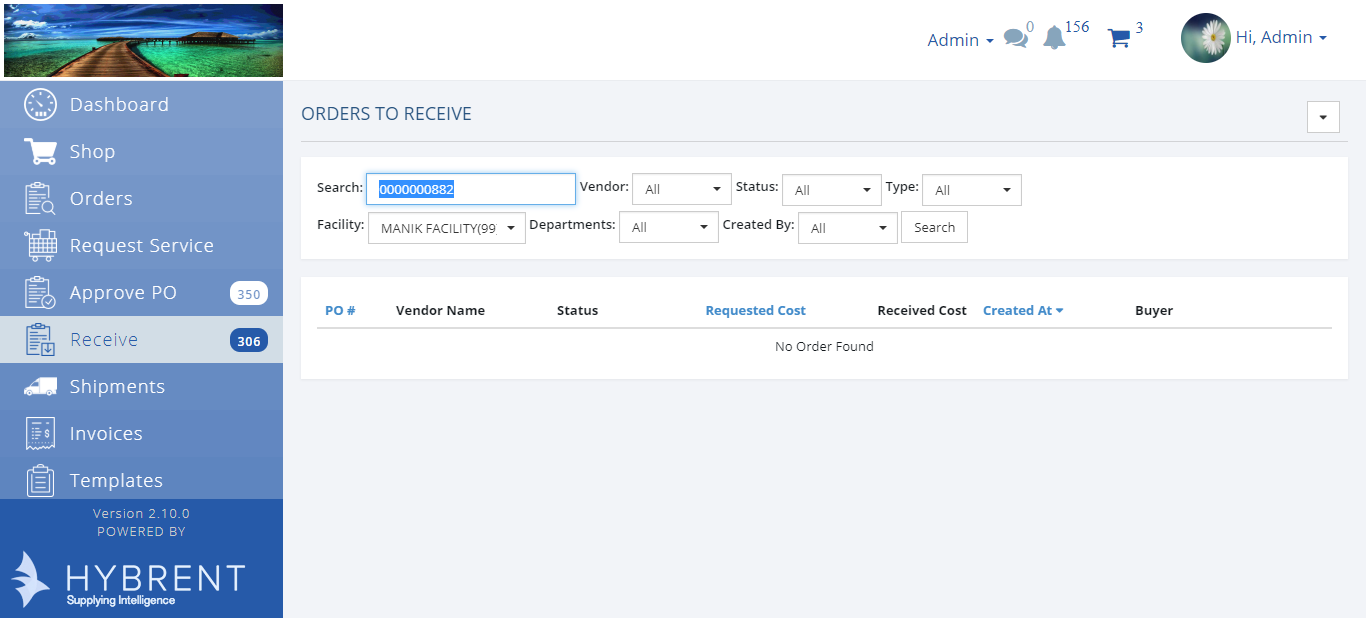 Admin 0 156 3 Hi, Admin
Dashboard
Shop
Orders
Request Service
Approve PO 350
Receive 306
Shipments
Invoices
Templates
Version 2.10.0
POWERED BY
HYBRENT
Supplying Intelligence
ORDERS TO RECEIVE
Search: 0000000882 Vendor: All Status: All Type: All
Facility: MANIK FACILITY(99 Departments: All Created By: All Search
PO # Vendor Name Status Requested Cost Received Cost Created At Buyer
No Order Found